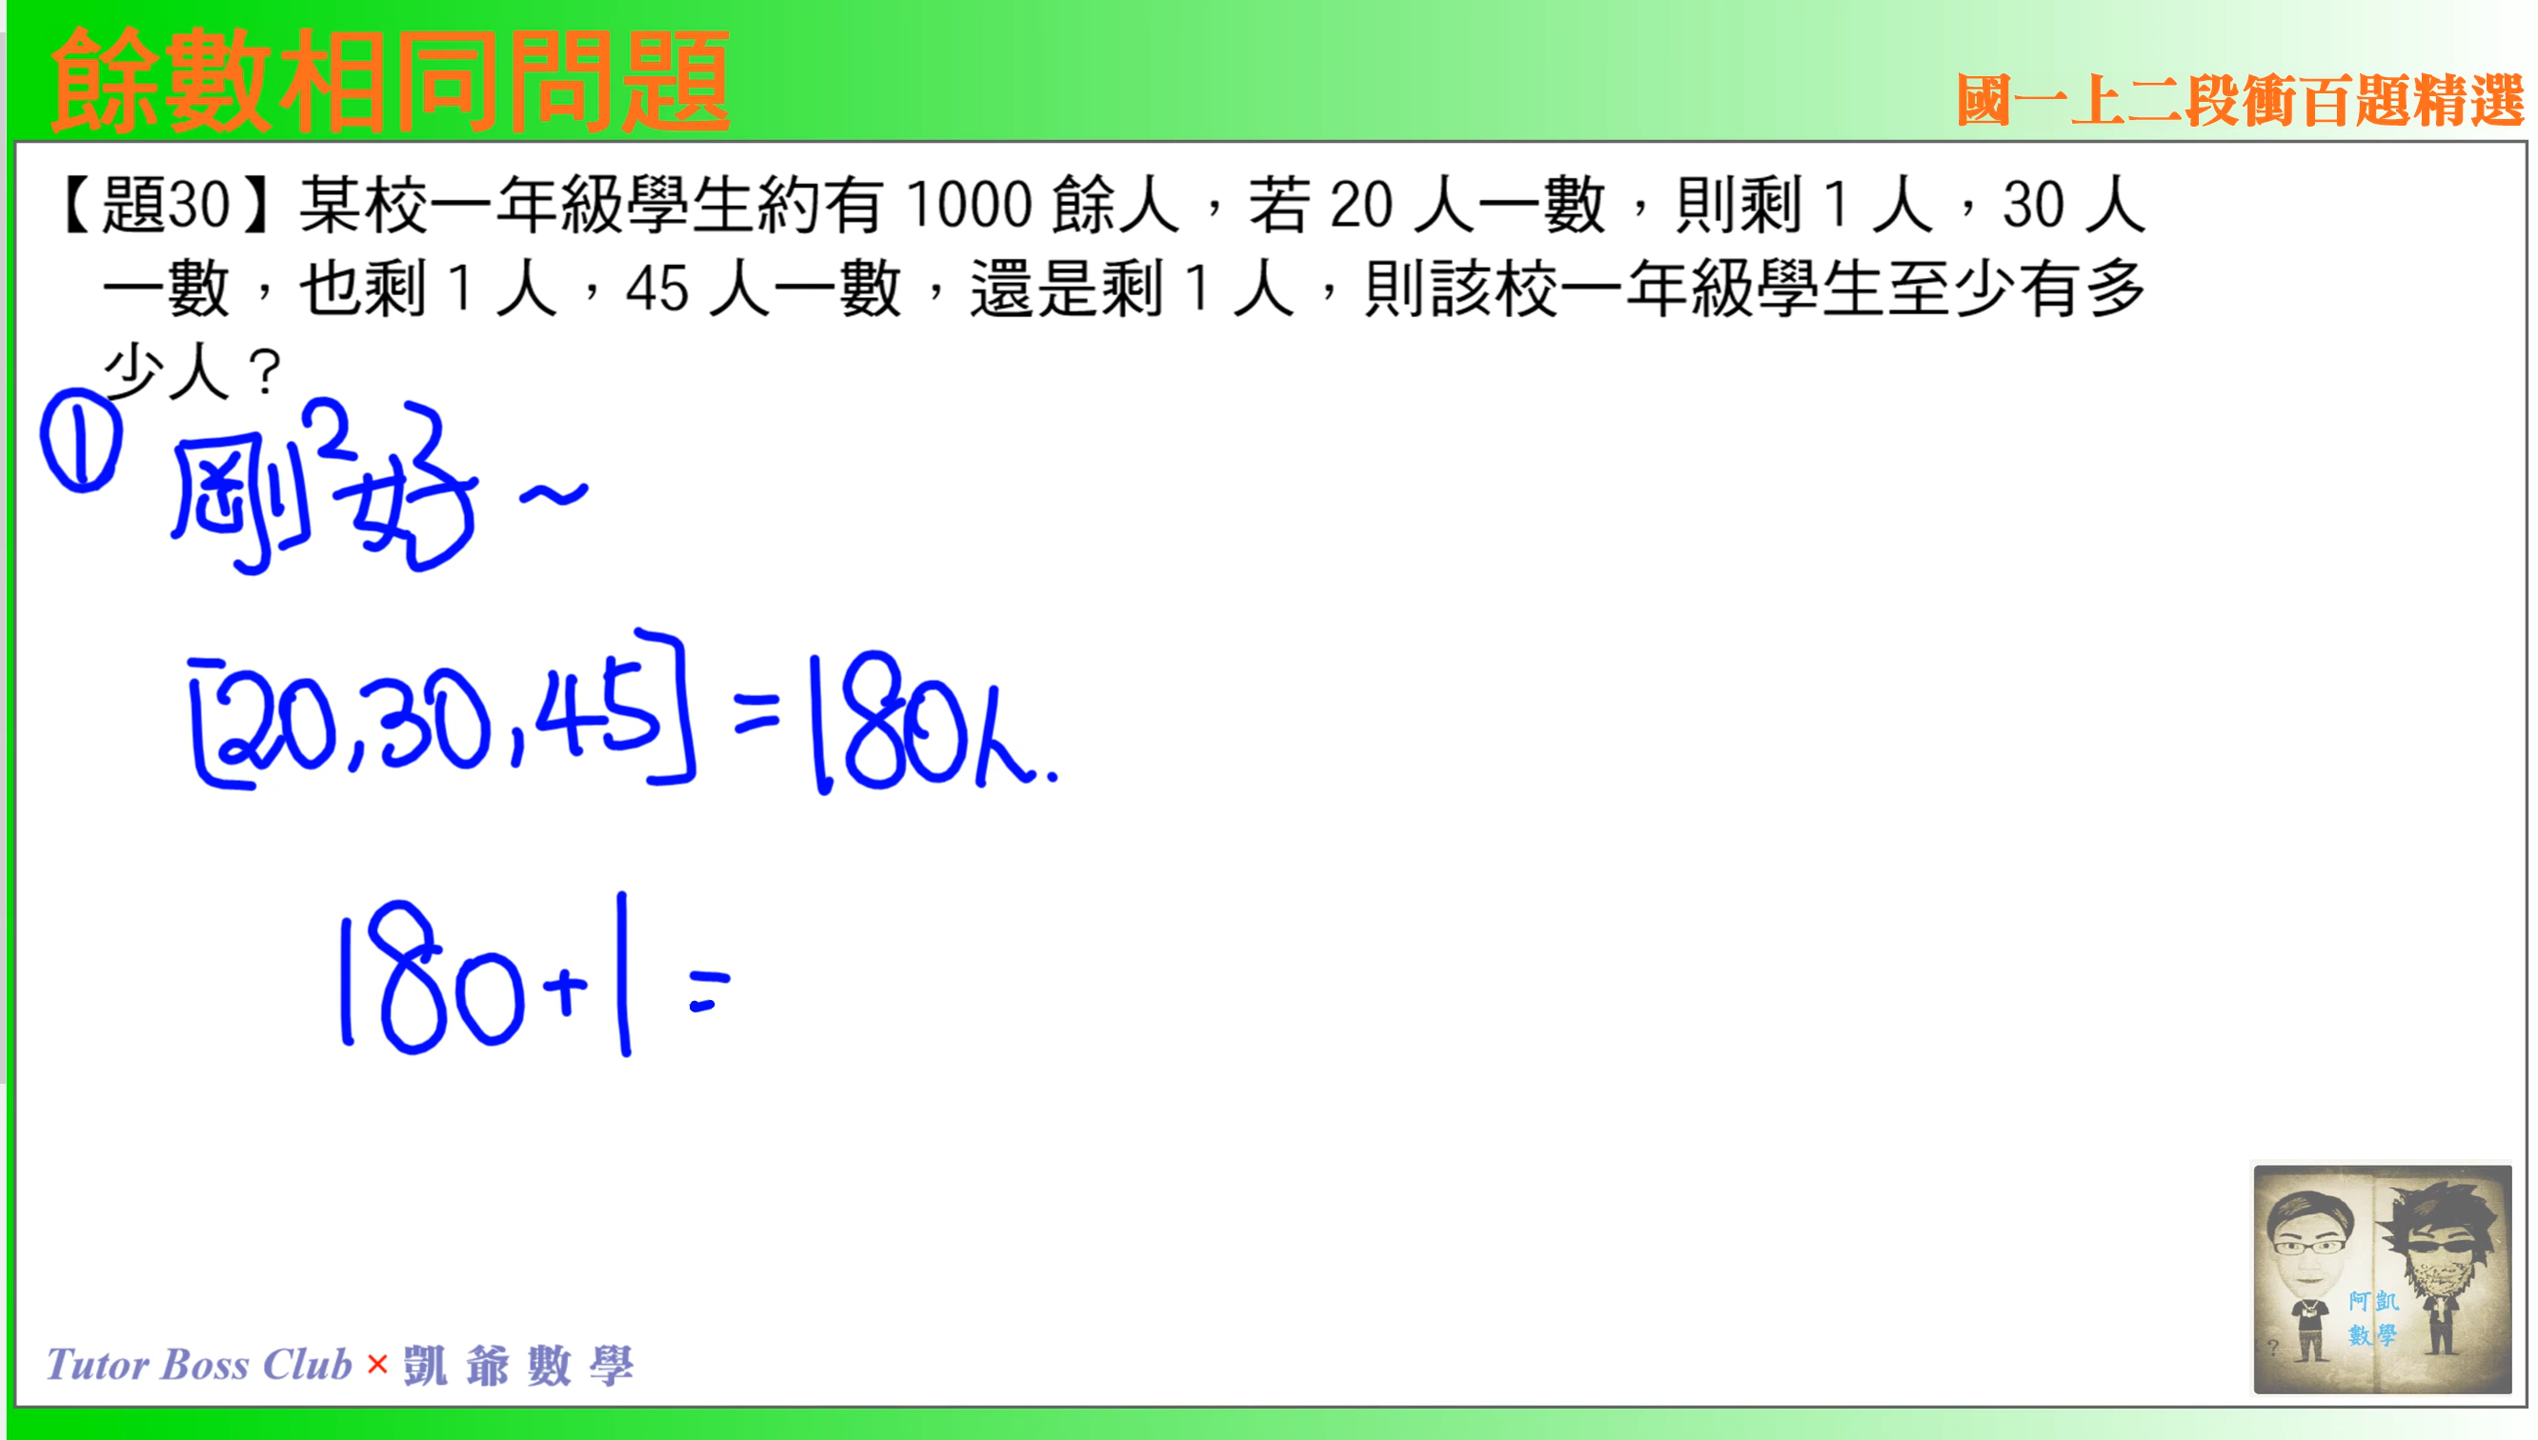 餘數相同問題
國一上二段衝百題精選
【題30】某校一年級學生約有 1000 餘人，若 20 人一數，則剩 1 人，30 人
一數，也剩 1 人，45 人一數，還是剩 1 人，則該校一年級學生至少有多
少人？
① 剛²好~
[20,30,45]=180人.
180+1=
阿凱
數學
?
Tutor Boss Club × 凱爺數學